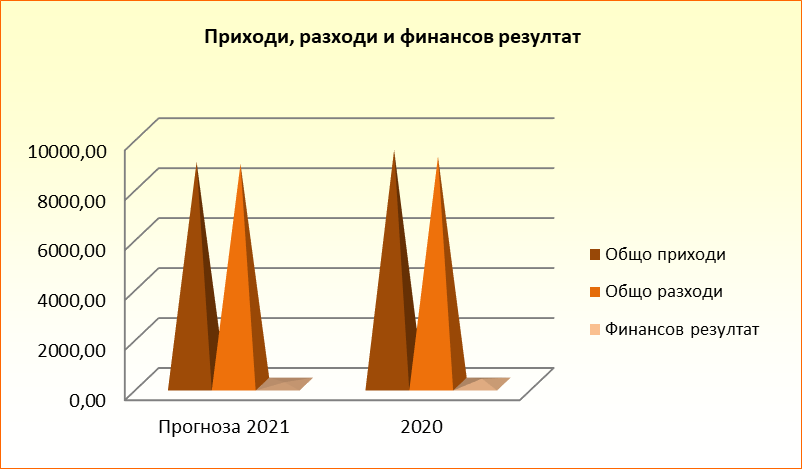 Приходи, разходи и финансов резултат
10000,00
8000,00
6000,00
4000,00
2000,00
0,00
Прогноза 2021
2020
Общо приходи
Общо разходи
Финансов резултат